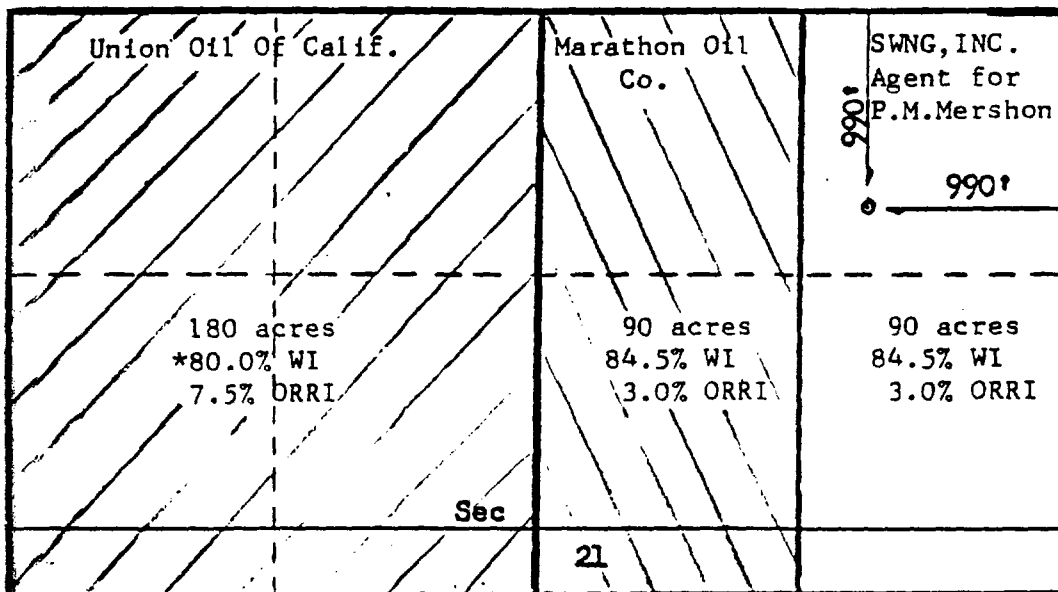 Union Oil Of Calif.
Marathon Oil
Co.
SWNG,INC.
Agent for
P.M.Mershon
990'
990'
180 acres
*80.0% WI
7.5% ORRI
90 acres
84.5% WI
3.0% ORRI
90 acres
84.5% WI
3.0% ORRI
Sec
21